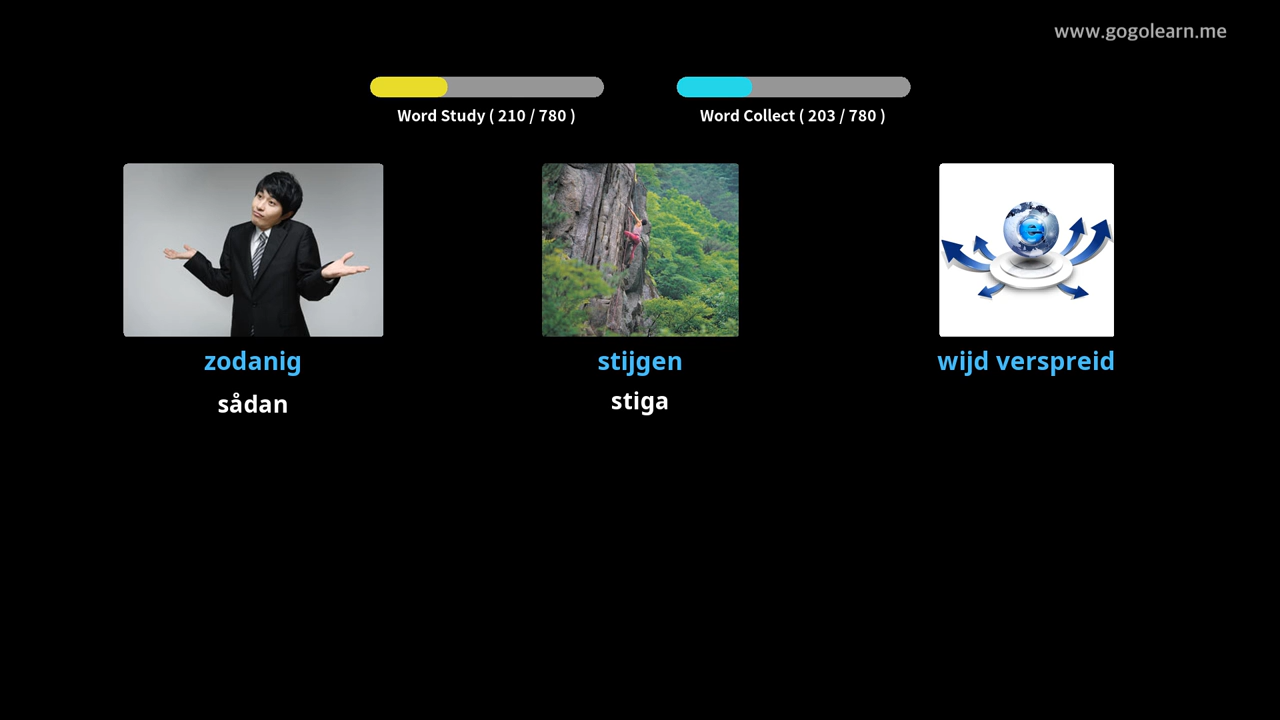 www.gogolearn.me
Word Study ( 210 / 780 )
Word Collect ( 203 / 780 )
e
zodanig
stijgen
wijd verspreid
sådan
stiga